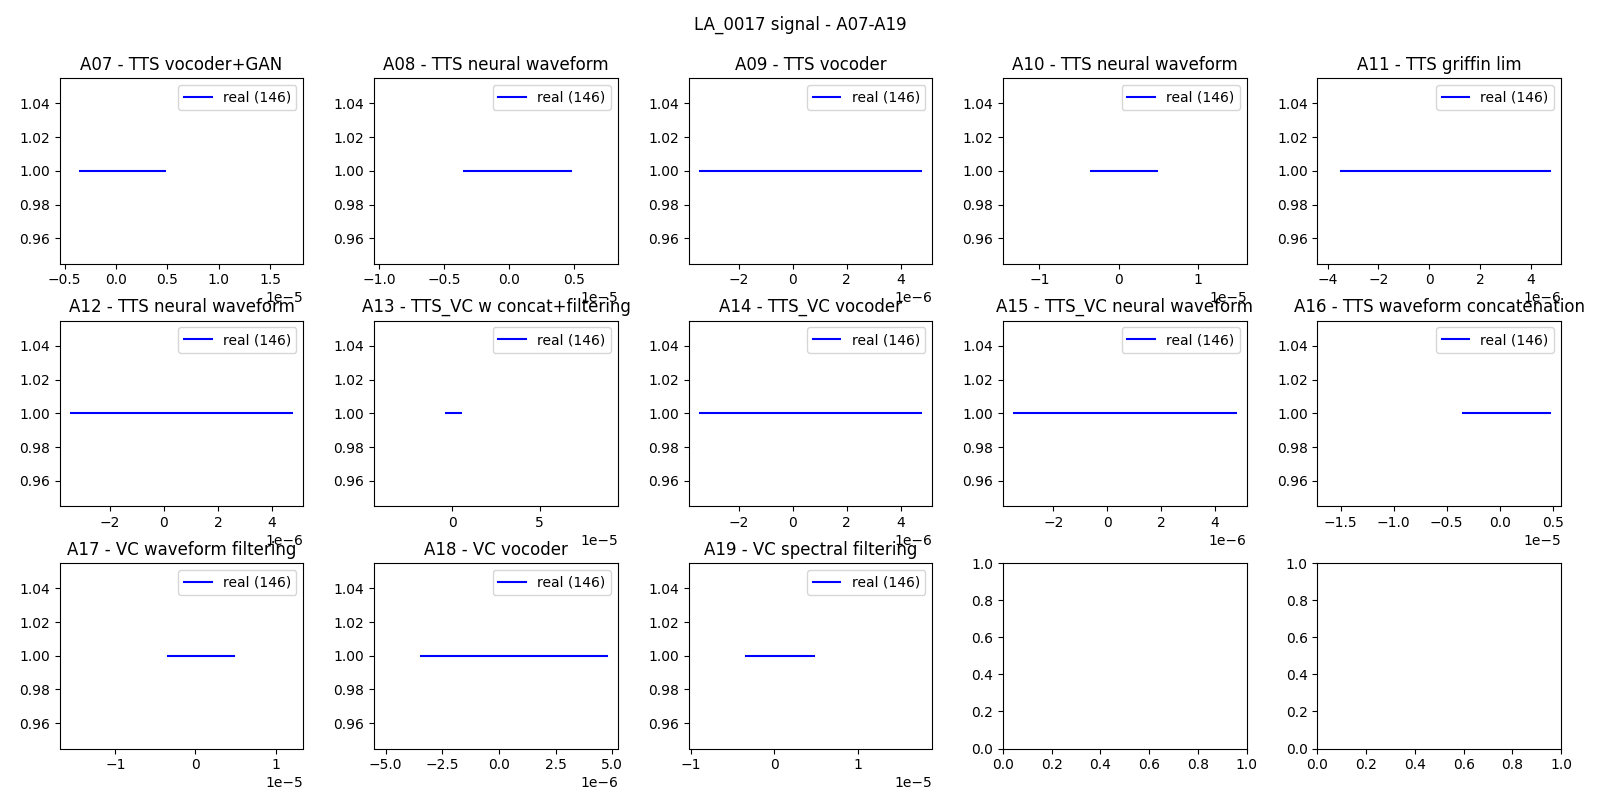 LA_0017 signal - A07-A19
A07 - TTS vocoder+GAN
A08 - TTS neural waveform
A09 - TTS vocoder
A10 - TTS neural waveform
A11 - TTS griffin lim
real (146)
real (146)
real (146)
real (146)
real (146)
1.04 1.04 1.04 1.04 1.04
1.02 1.02 1.02 1.02 1.02
1.00 1.00 1.00 1.00 1.00
0.98 0.98 0.98 0.98 0.98
0.96 0.96 0.96 0.96 0.96
−0.5 0.0 0.5 1.0 1.5
−1.0 −0.5 0.0 0.5
−2 0 2 4
−1 0 1
−4 −2 0 2 4
1e−5
1e−5
1e−6
1e−5
1e−6
A12 - TTS neural waveform
A13 - TTS_VC w concat+filtering
A14 - TTS_VC vocoder
A15 - TTS_VC neural waveform
A16 - TTS waveform concatenation
real (146)
real (146)
real (146)
real (146)
real (146)
1.04 1.04 1.04 1.04 1.04
1.02 1.02 1.02 1.02 1.02
1.00 1.00 1.00 1.00 1.00
0.98 0.98 0.98 0.98 0.98
0.96 0.96 0.96 0.96 0.96
−2 0 2 4
0 5
−2 0 2 4
−2 0 2 4
−1.5 −1.0 −0.5 0.0 0.5
1e−6
1e−5
1e−6
1e−6
1e−5
A17 - VC waveform filtering
A18 - VC vocoder
A19 - VC spectral filtering
real (146)
real (146)
real (146)
1.04 1.04 1.04 1.0 1.0
1.02 1.02 1.02 0.8 0.8
1.00 1.00 1.00 0.6 0.6
0.98 0.98 0.98 0.4 0.4
0.96 0.96 0.96 0.2 0.2
0.0 0.0
−1 0 1
−5.0 −2.5 0.0 2.5 5.0
−1 0 1
0.0 0.2 0.4 0.6 0.8 1.0
0.0 0.2 0.4 0.6 0.8 1.0
1e−5
1e−6
1e−5